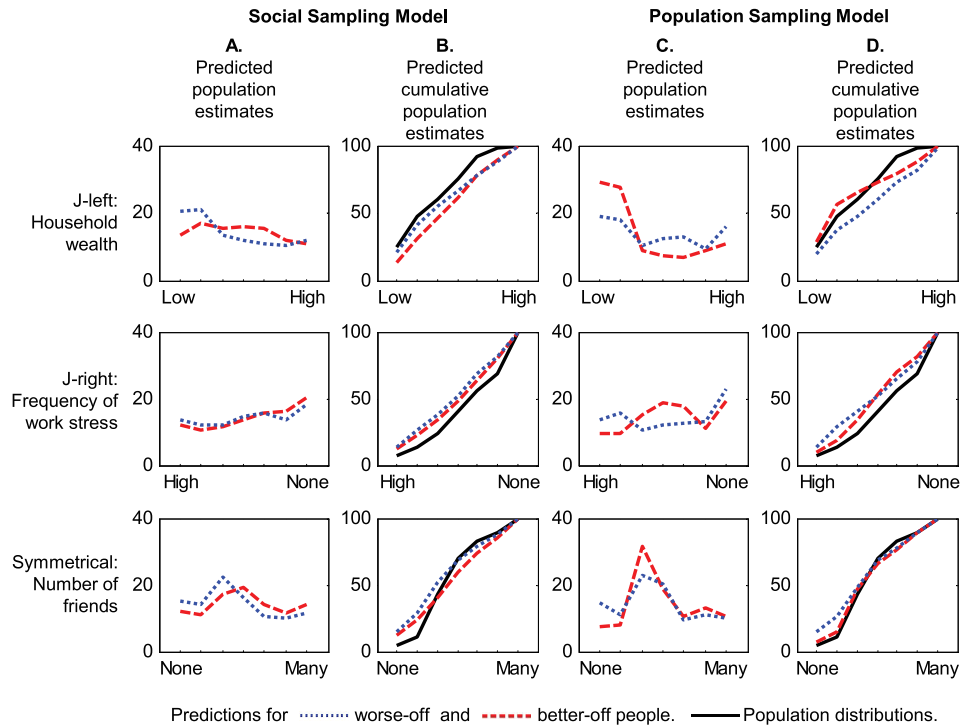 Social Sampling Model
Population Sampling Model
A.
Predicted
population
estimates
B.
Predicted
cumulative
population
estimates
C.
Predicted
population
estimates
D.
Predicted
cumulative
population
estimates
J-left:
Household
wealth
40
20
0
Low High
100
50
0
Low High
40
20
0
Low High
100
50
0
Low High
J-right:
Frequency of
work stress
40
20
0
High None
100
50
0
High None
40
20
0
High None
100
50
0
High None
Symmetrical:
Number of
friends
40
20
0
None Many
100
50
0
None Many
40
20
0
None Many
100
50
0
None Many
Predictions for worse-off and better-off people. Population distributions.